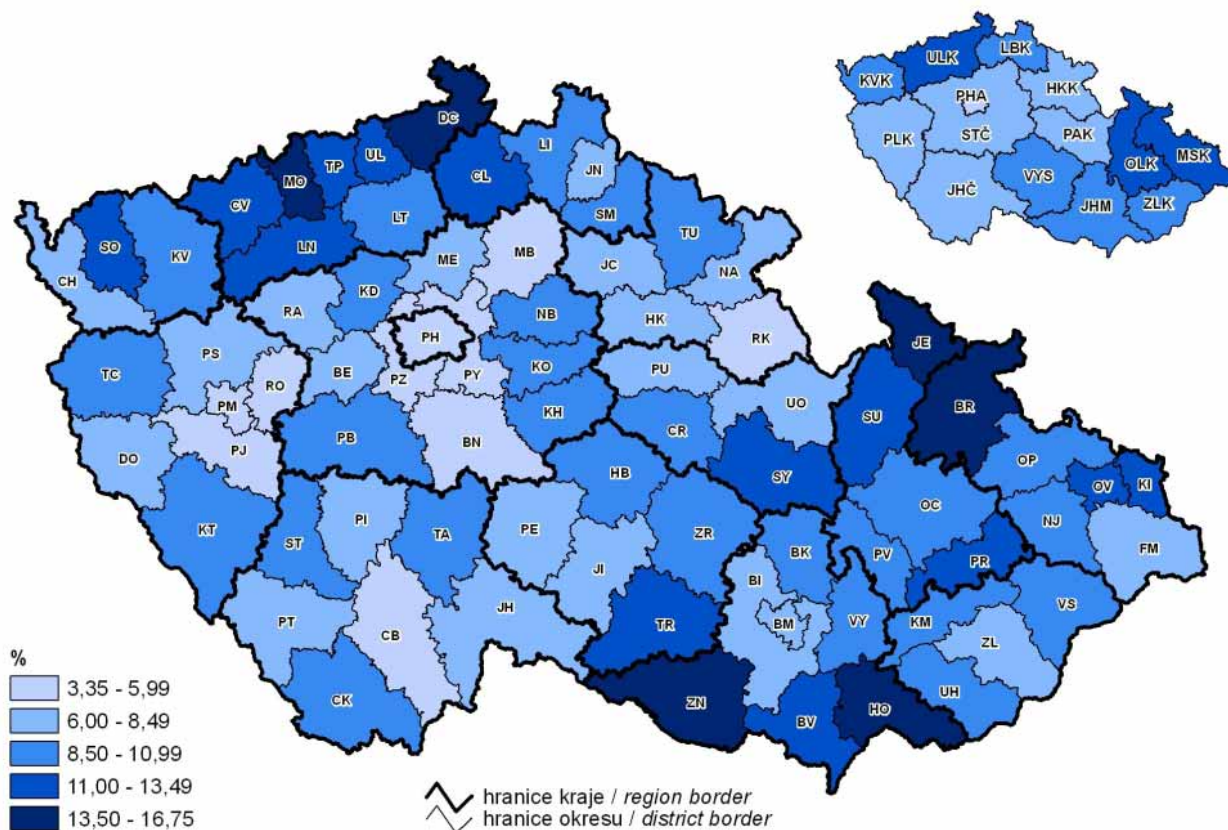 ULK
LBK
KVK
PHA
HKK
PLK
STČ
PAK
OLK
MSK
JHČ
VYS
JHM
ZLK
DC
TP
UL
LI
MO
CL
JN
CV
LT
SM
SO
KV
LN
TU
CH
ME
MB
JC
NA
RA
KD
NB
HK
PH
RK
JE
TC
PS
RO
BE
PZ
PY
KO
PU
PM
KH
UO
SU
BR
PJ
PB
BN
CR
DO
HB
SY
OP
OV
KI
KT
ST
PI
TA
PE
ZR
OC
NJ
FM
JI
BK
PV
PR
BI
VS
PT
CB
JH
TR
BM
VY
KM
ZL
CK
ZN
BV
HO
UH
%
3,35 - 5,99
6,00 - 8,49
8,50 - 10,99
11,00 - 13,49
13,50 - 16,75
hranice kraje / region border
hranice okresu / district border